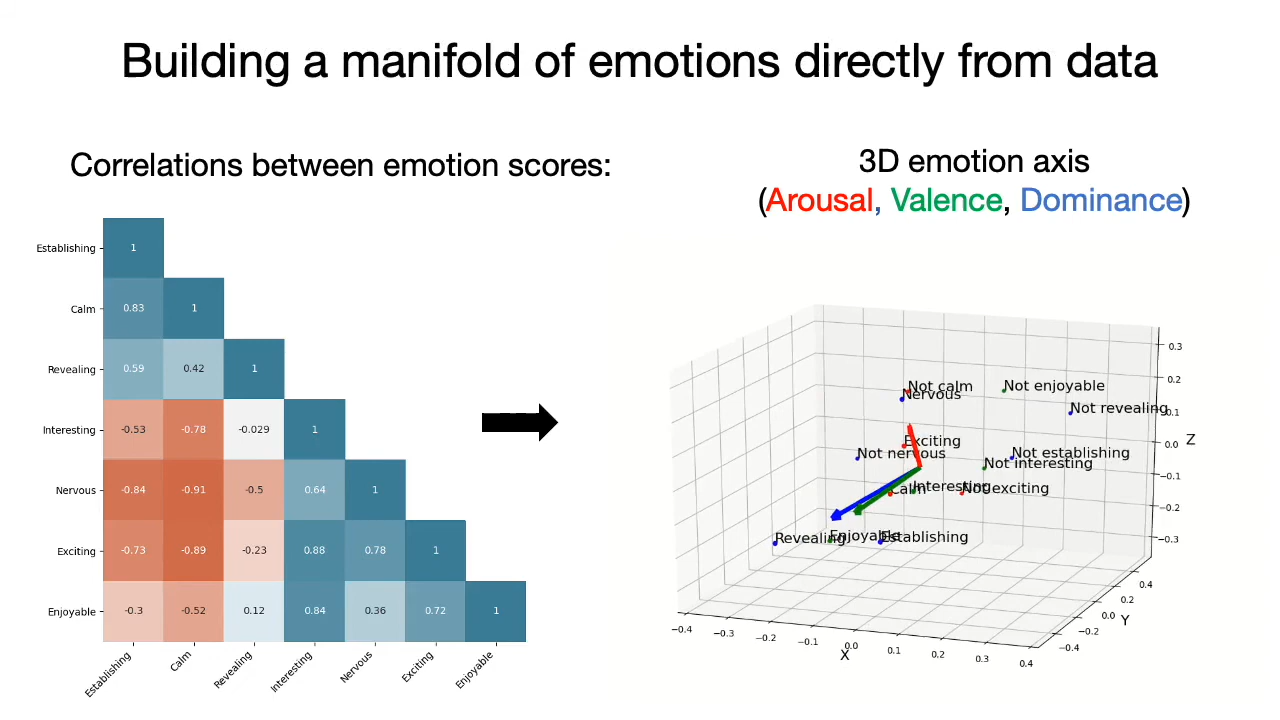 Building a manifold of emotions directly from data
Correlations between emotion scores:
3D emotion axis
(Arousal, Valence, Dominance)
Establishing
1
Calm
0.83
1
Revealing
0.59
0.42
1
Interesting
-0.53
-0.78
-0.029
1
Nervous
-0.84
-0.91
-0.5
0.64
1
Exciting
-0.73
-0.89
-0.23
0.88
0.78
1
Enjoyable
-0.3
-0.52
0.12
0.84
0.36
0.72
1
Establishing
Calm
Revealing
Interesting
Nervous
Exciting
Enjoyable
Not calm
Nervous
Not enjoyable
Not revealing
Exciting
Not nervous
Not establishing
Not interesting
Calm
Interesting
Not exciting
Revealing
Enjoyable
Establishing
0.3
0.2
0.1
0.0
−0.1
−0.2
−0.3
Z
0.4
0.2
0.0
−0.2
−0.4
Y
−0.4
−0.3
−0.2
−0.1
0.0
0.1
0.2
0.3
0.4
X